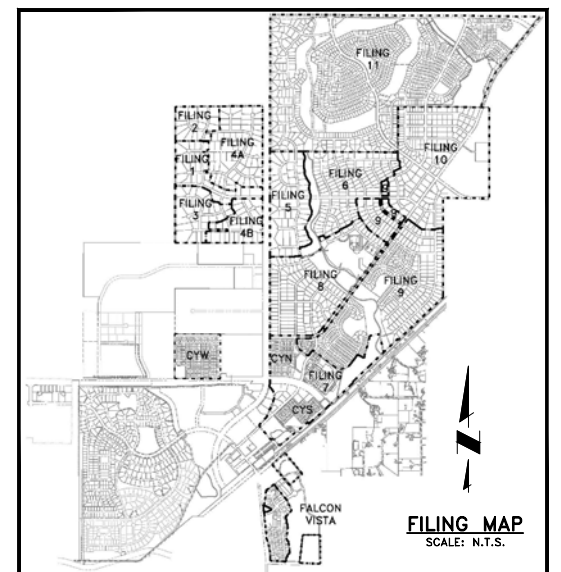 FILING
11
FILING
2
FILING
4A
FILING
1
FILING
3
FILING
4B
FILING
5
FILING
6
FILING
10
9
FILING
8
FILING
9
CYW
CYN
FILING
7
CYS
FALCON
VISTA
FILING MAP
SCALE: N.T.S.